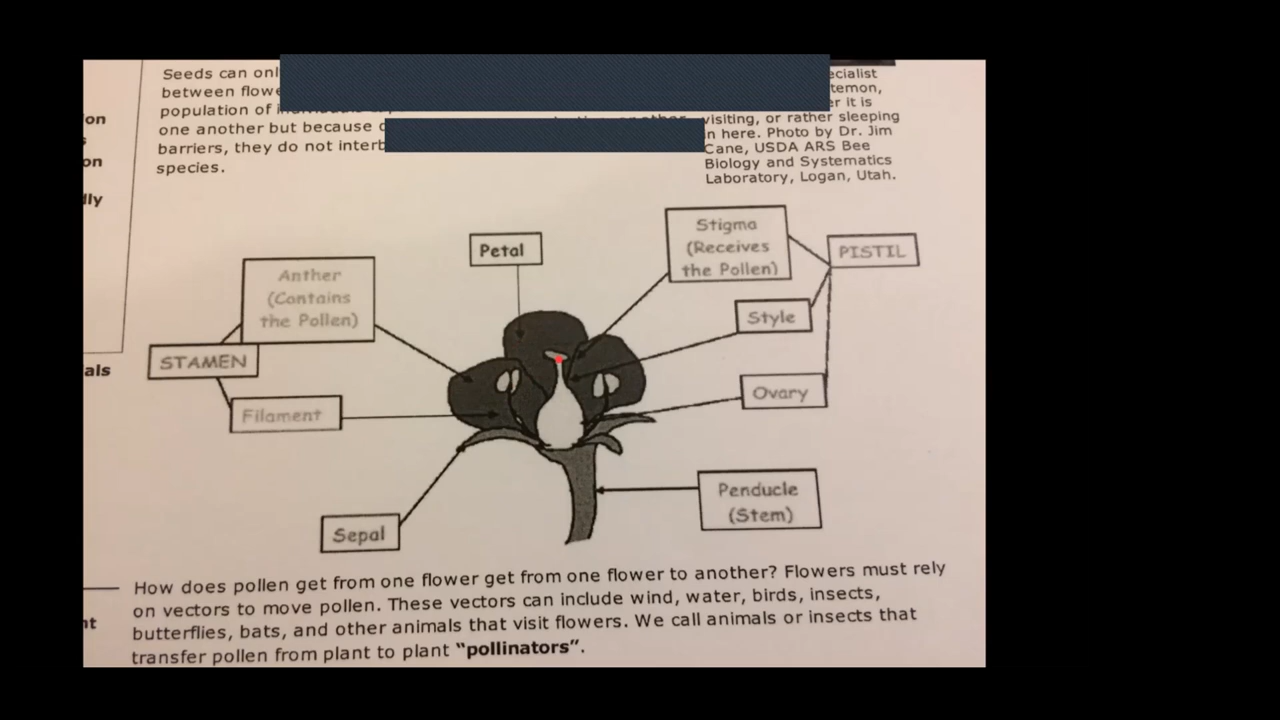 Seeds can onl
between flowe
population of
one another but because
barriers, they do not interb
species.
ecialist
temon,
er it is
visiting, or rather sleeping
in here. Photo by Dr. Jim
Cane, USDA ARS Bee
Biology and Systematics
Laboratory, Logan, Utah.
on
on
lly
als
nt
Petal
Stigma
(Receives
the Pollen)
PISTIL
Anther
(Contains
the Pollen)
Style
STAMEN
Filament
Ovary
Penducle
(Stem)
Sepal
How does pollen get from one flower get from one flower to another? Flowers must rely
on vectors to move pollen. These vectors can include wind, water, birds, insects,
butterflies, bats, and other animals that visit flowers. We call animals or insects that
transfer pollen from plant to plant “pollinators”.